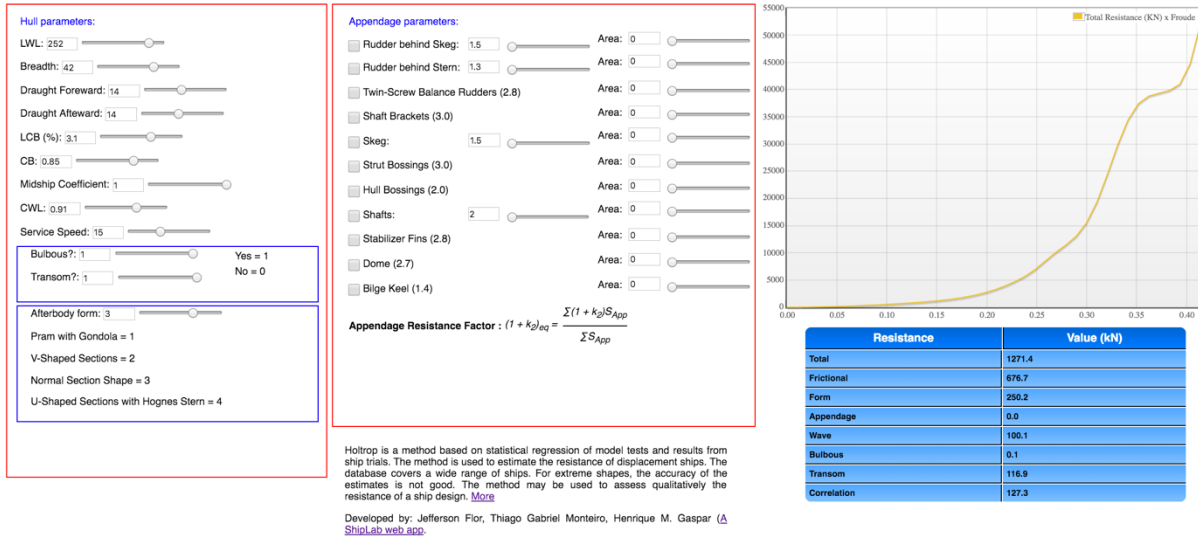 Hull parameters:
LWL: 252
Breadth: 42
Draught Foreward: 14
Draught Afteward: 14
LCB (%): 3.1
CB: 0.85
Midship Coefficient: 1
CWL: 0.91
Service Speed: 15
Bulbous?: 1
Yes = 1
Transom?: 1
No = 0
Afterbody form: 3
Pram with Gondola = 1
V-Shaped Sections = 2
Normal Section Shape = 3
U-Shaped Sections with Hognes Stern = 4
Appendage parameters:
Rudder behind Skeg: 1.5 Area: 0
Rudder behind Stern: 1.3 Area: 0
Twin-Screw Balance Rudders (2.8) Area: 0
Shaft Brackets (3.0) Area: 0
Skeg: 1.5 Area: 0
Strut Bossings (3.0) Area: 0
Hull Bossings (2.0) Area: 0
Shafts: 2 Area: 0
Stabilizer Fins (2.8) Area: 0
Dome (2.7) Area: 0
Bilge Keel (1.4) Area: 0
Appendage Resistance Factor : (1 + k2)eq = Σ(1 + k2)SApp
ΣSApp
Holtrop is a method based on statistical regression of model tests and results from
ship trials. The method is used to estimate the resistance of displacement ships. The
database covers a wide range of ships. For extreme shapes, the accuracy of the
estimates is not good. The method may be used to assess qualitatively the
resistance of a ship design. More
Developed by: Jefferson Flor, Thiago Gabriel Monteiro, Henrique M. Gaspar (A
ShipLab web app.
Total Resistance (KN) x Froude
55000
50000
45000
40000
35000
30000
25000
20000
15000
10000
5000
0
0.00 0.05 0.10 0.15 0.20 0.25 0.30 0.35 0.40
Resistance Value (kN)
Total 1271.4
Frictional 676.7
Form 250.2
Appendage 0.0
Wave 100.1
Bulbous 0.1
Transom 116.9
Correlation 127.3